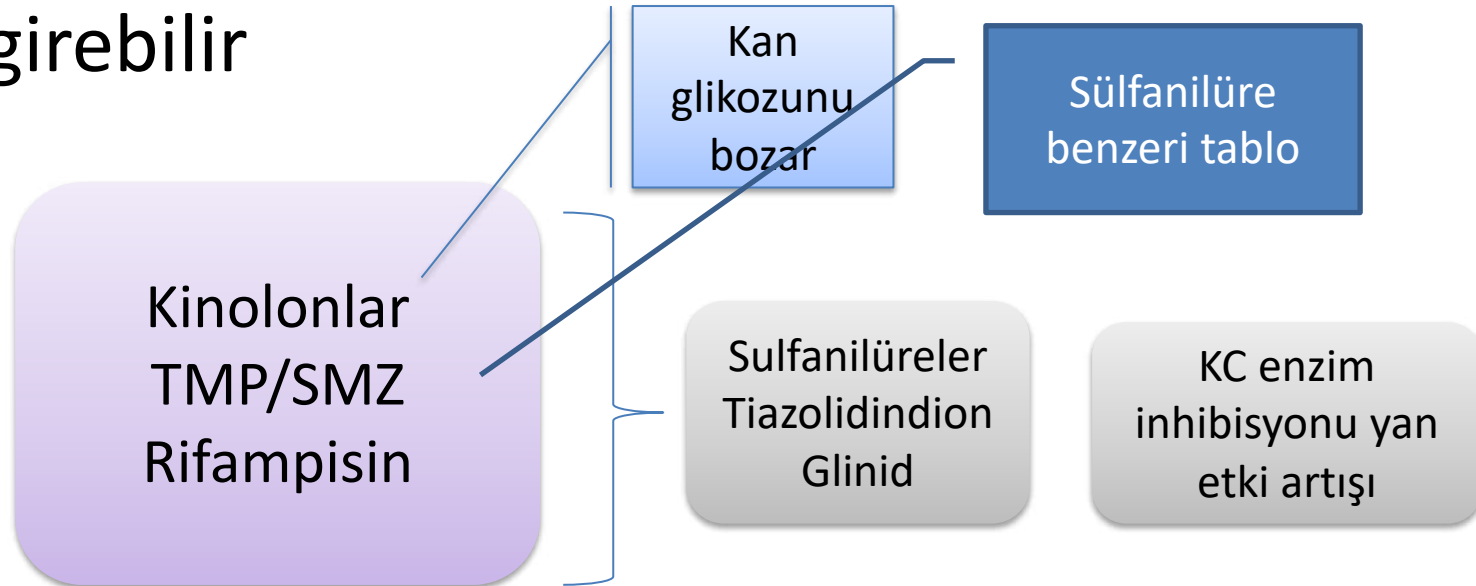 girebilir
Kan
glikozunu
bozar
Sülfanilüre
benzeri tablo
Kinolonlar
TMP/SMZ
Rifampisin
Sulfanilüreler
Tiazolidindion
Glinid
KC enzim
inhibisyonu yan
etki artışı